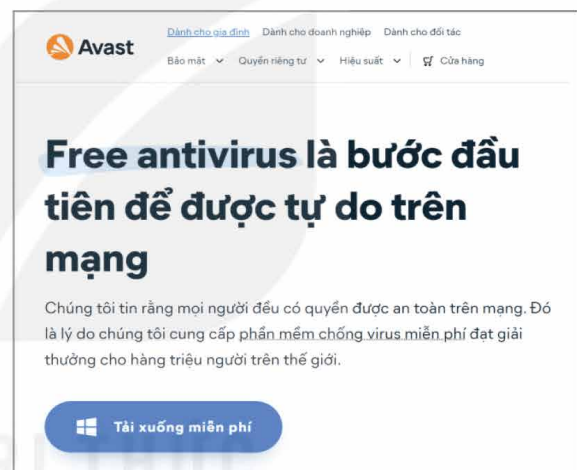 Avast
Dành cho gia đình Dành cho doanh nghiệp Dành cho đối tác
Bảo mật Quyền riêng tư Hiệu suất Cửa hàng
Free antivirus là bước đầu
tiên để được tự do trên
mạng
Chúng tôi tin rằng mọi người đều có quyền được an toàn trên mạng. Đó
là lý do chúng tôi cung cấp phần mềm chống virus miễn phí đạt giải
thưởng cho hàng triệu người trên thế giới.
Tải xuống miễn phí